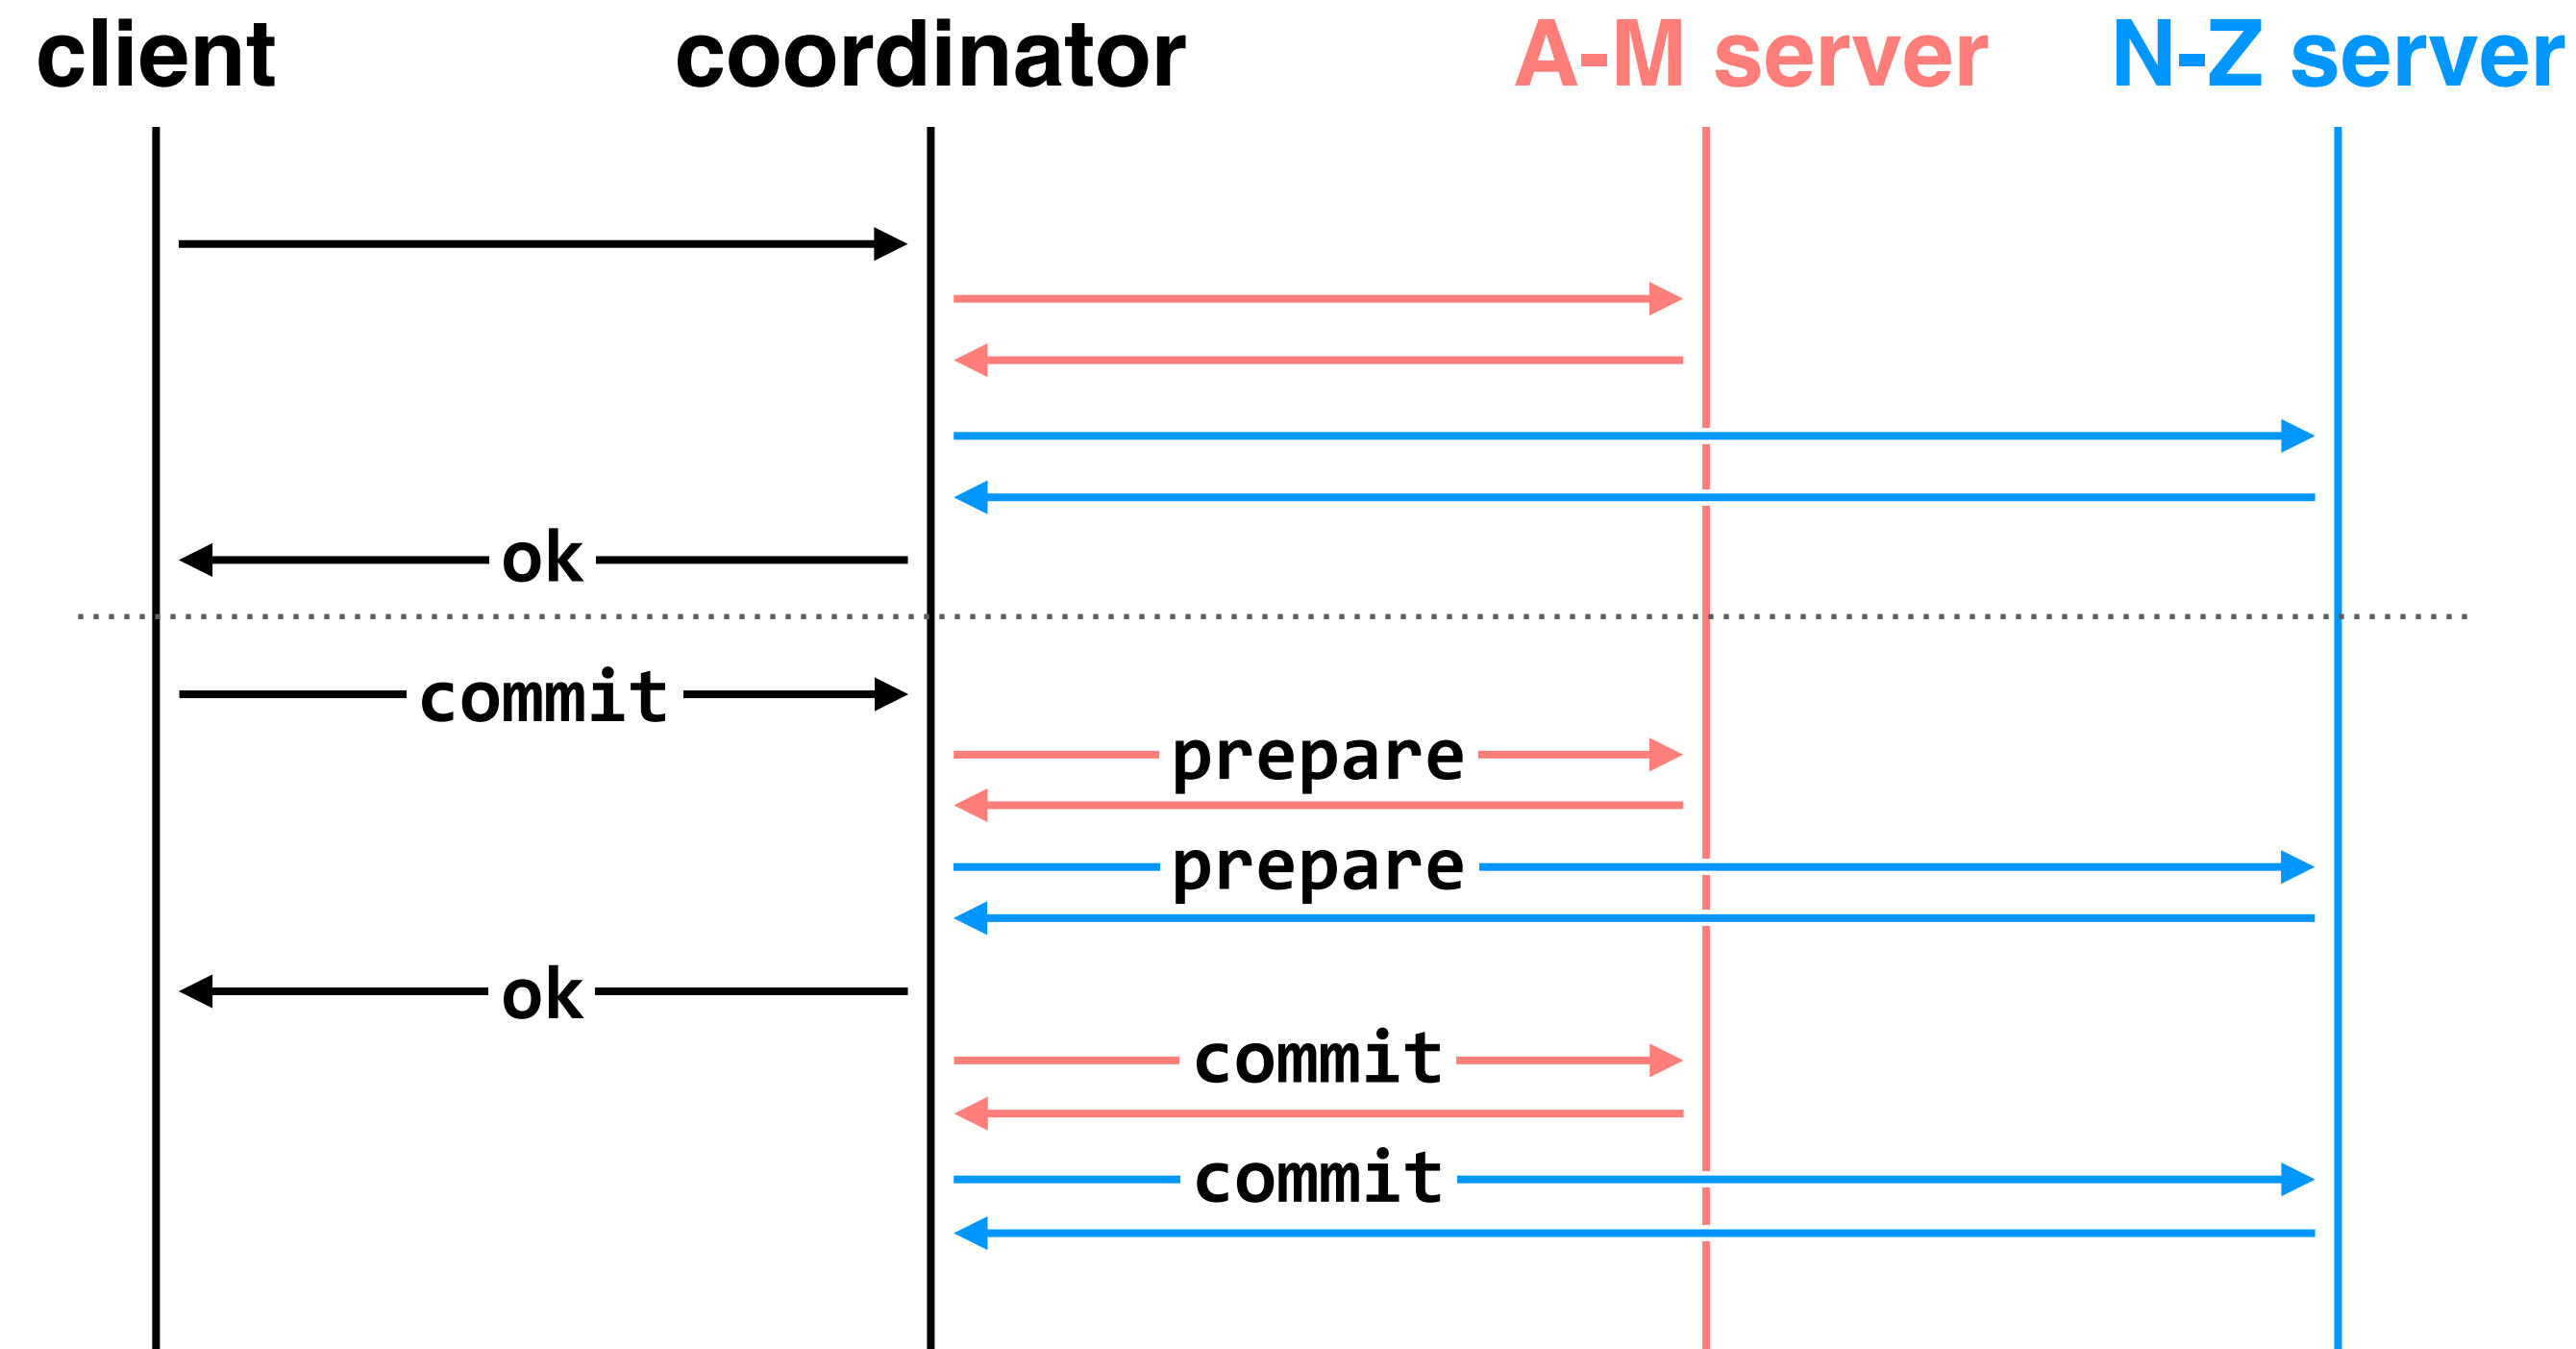 client coordinator A-M server N-Z server
ok
commit
prepare
prepare
ok
commit
commit